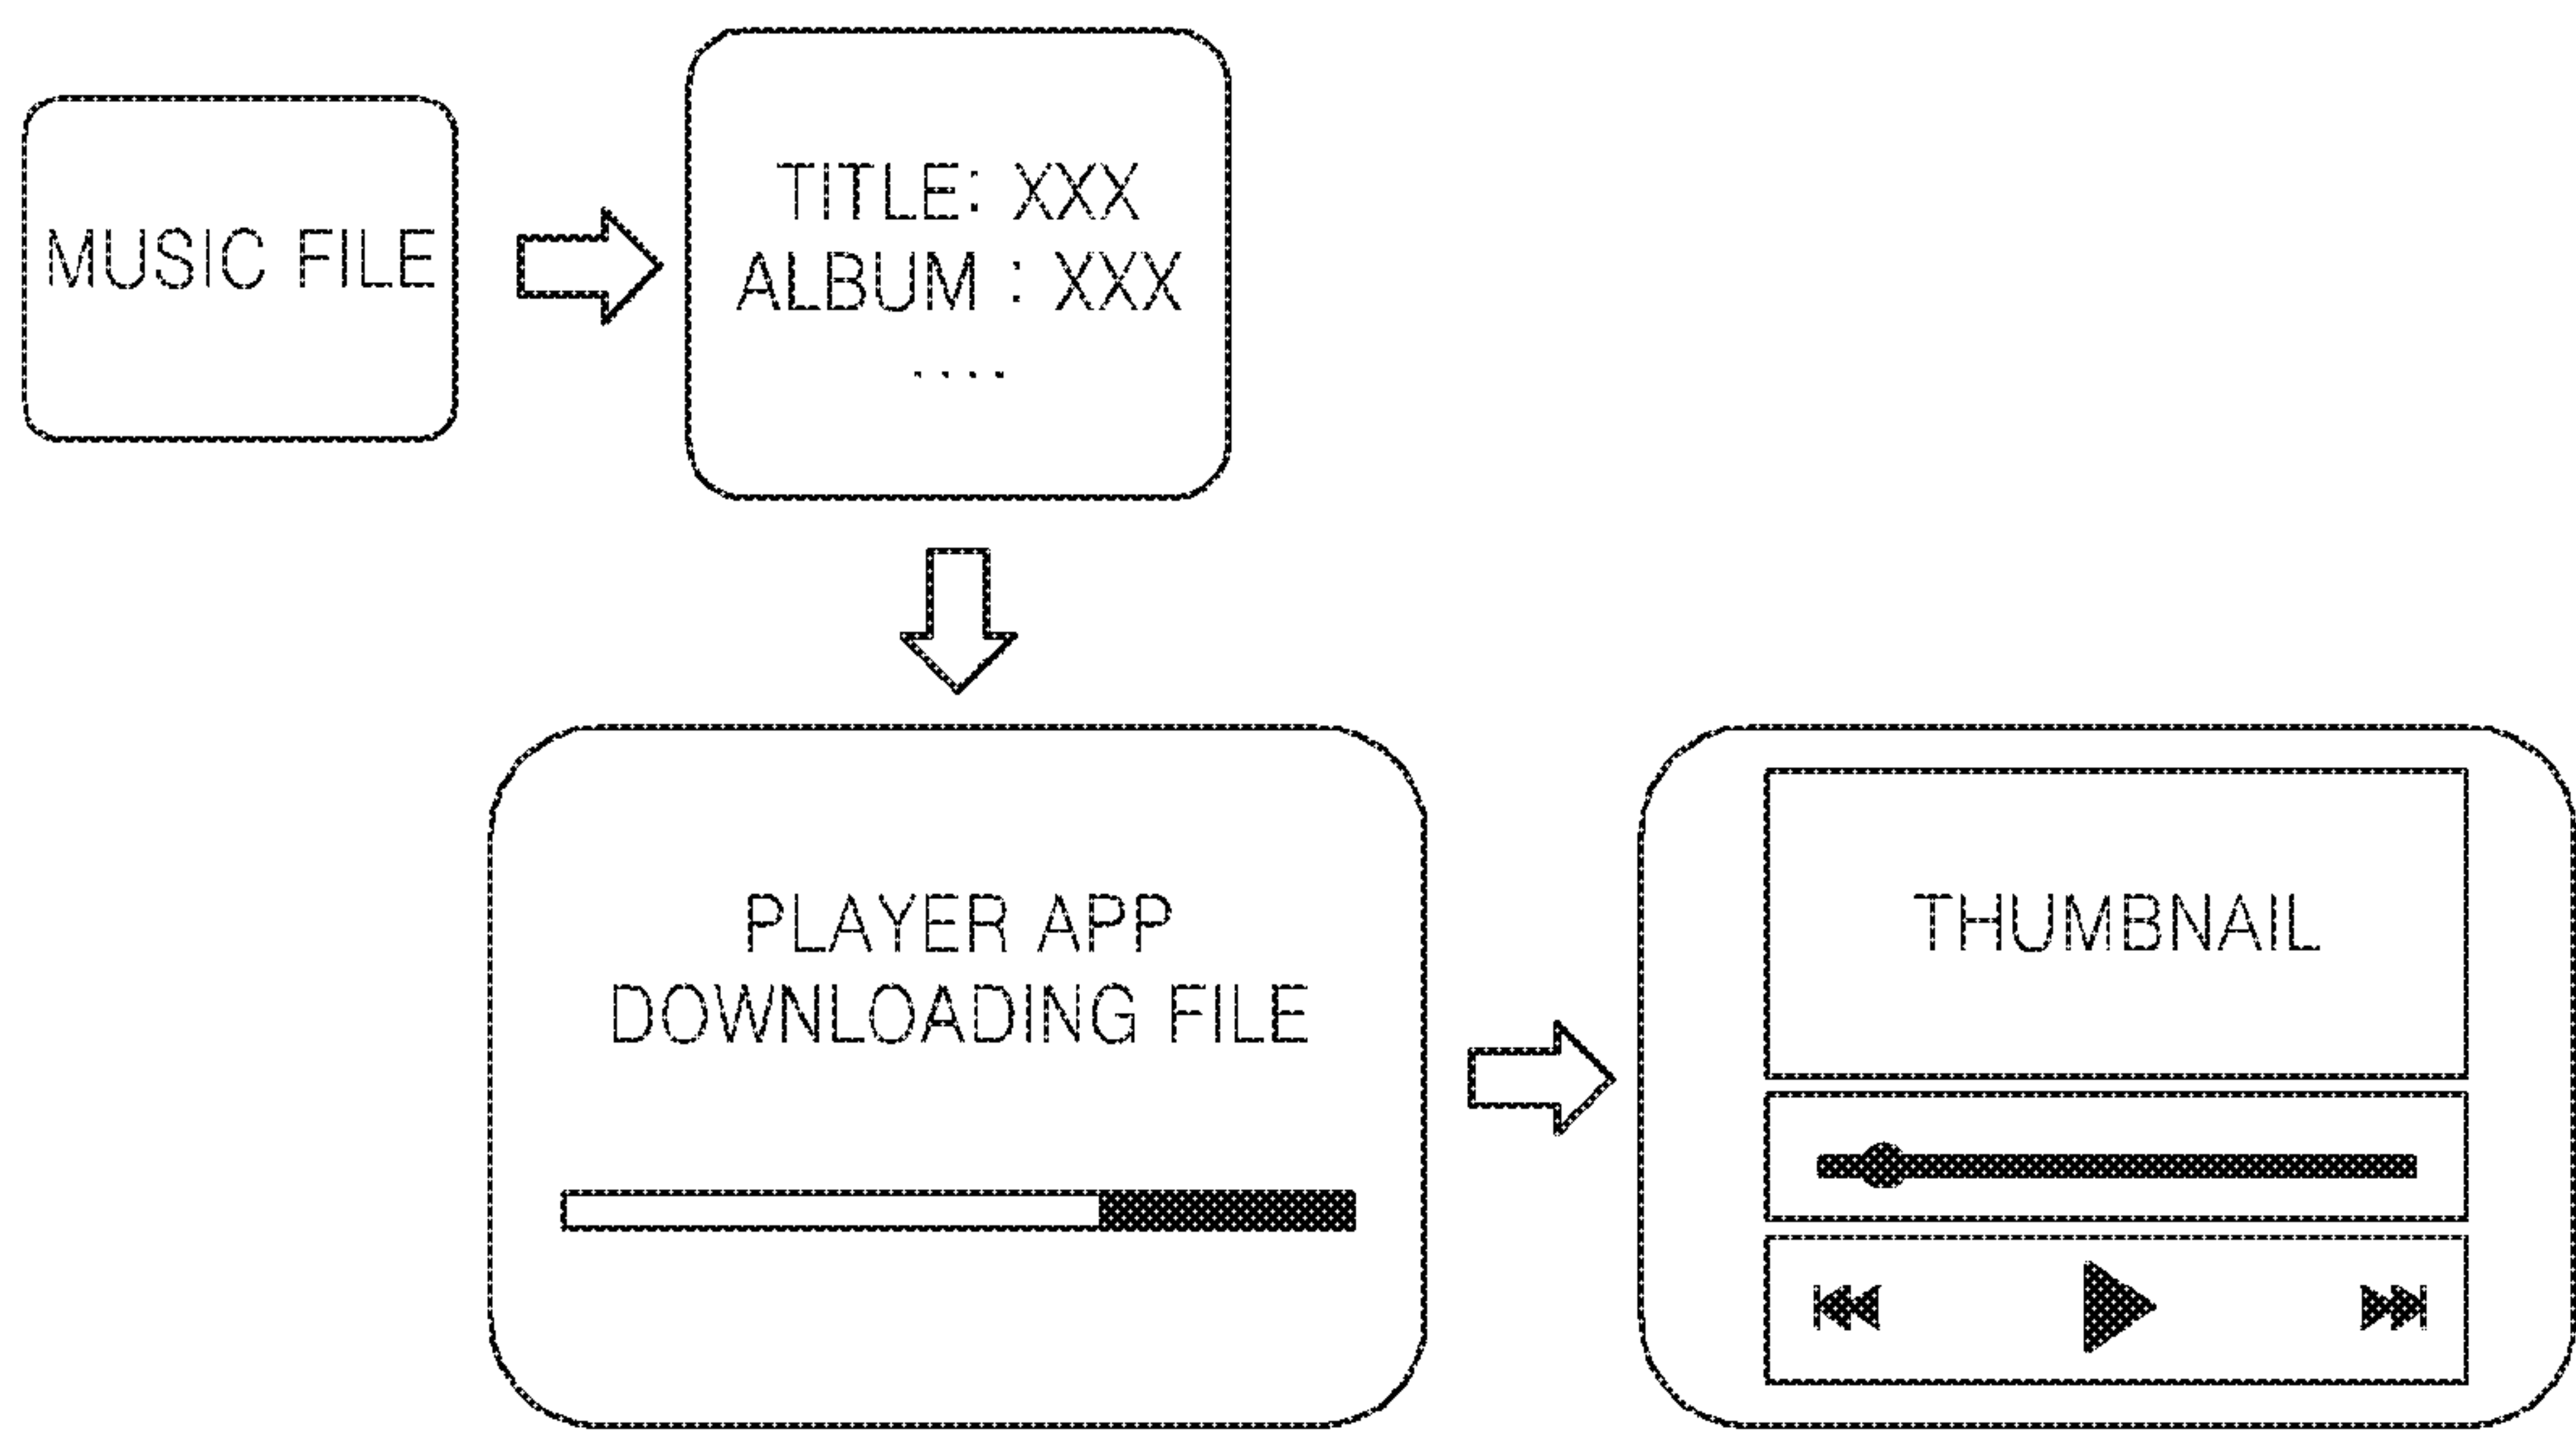 MUSIC FILE
TITLE: XXX
ALBUM : XXX
....
PLAYER APP
DOWNLOADING FILE
THUMBNAIL